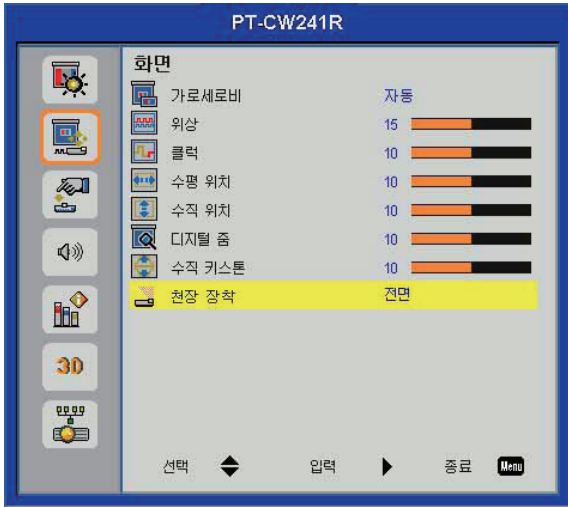 PT-CW241R
화면
가로세로비 자동
위상 15
클럭 10
수평 위치 10
수직 위치 10
디지털 줌 10
수직 키스톤 10
천장 장착 전면
3D
선택 입력 종료 Menu